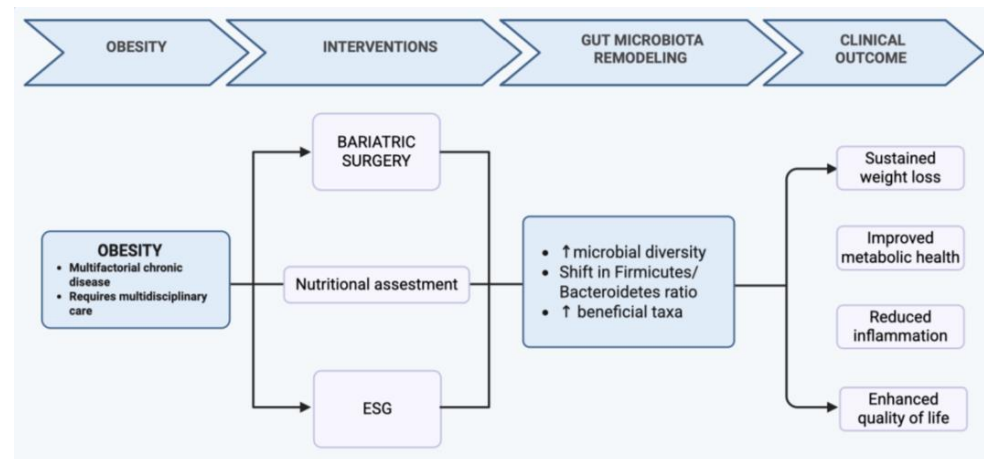 OBESITY
INTERVENTIONS
GUT MICROBIOTA
REMODELING
CLINICAL
OUTCOME
OBESITY
• Multifactorial chronic
disease
• Requires multidisciplinary
care
BARIATRIC
SURGERY
Nutritional assestment
ESG
• ↑microbial diversity
• Shift in Firmicutes/
Bacteroidetes ratio
• ↑ beneficial taxa
Sustained
weight loss
Improved
metabolic health
Reduced
inflammation
Enhanced
quality of life